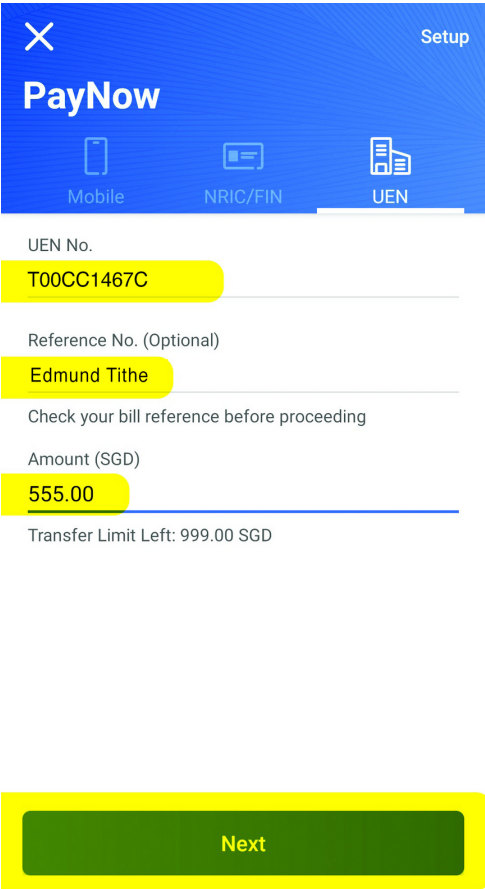 Setup
PayNow
Mobile NRIC/FIN UEN
UEN No.
T00CC1467C
Reference No. (Optional)
Edmund Tithe
Check your bill reference before proceeding
Amount (SGD)
555.00
Transfer Limit Left: 999.00 SGD
Next